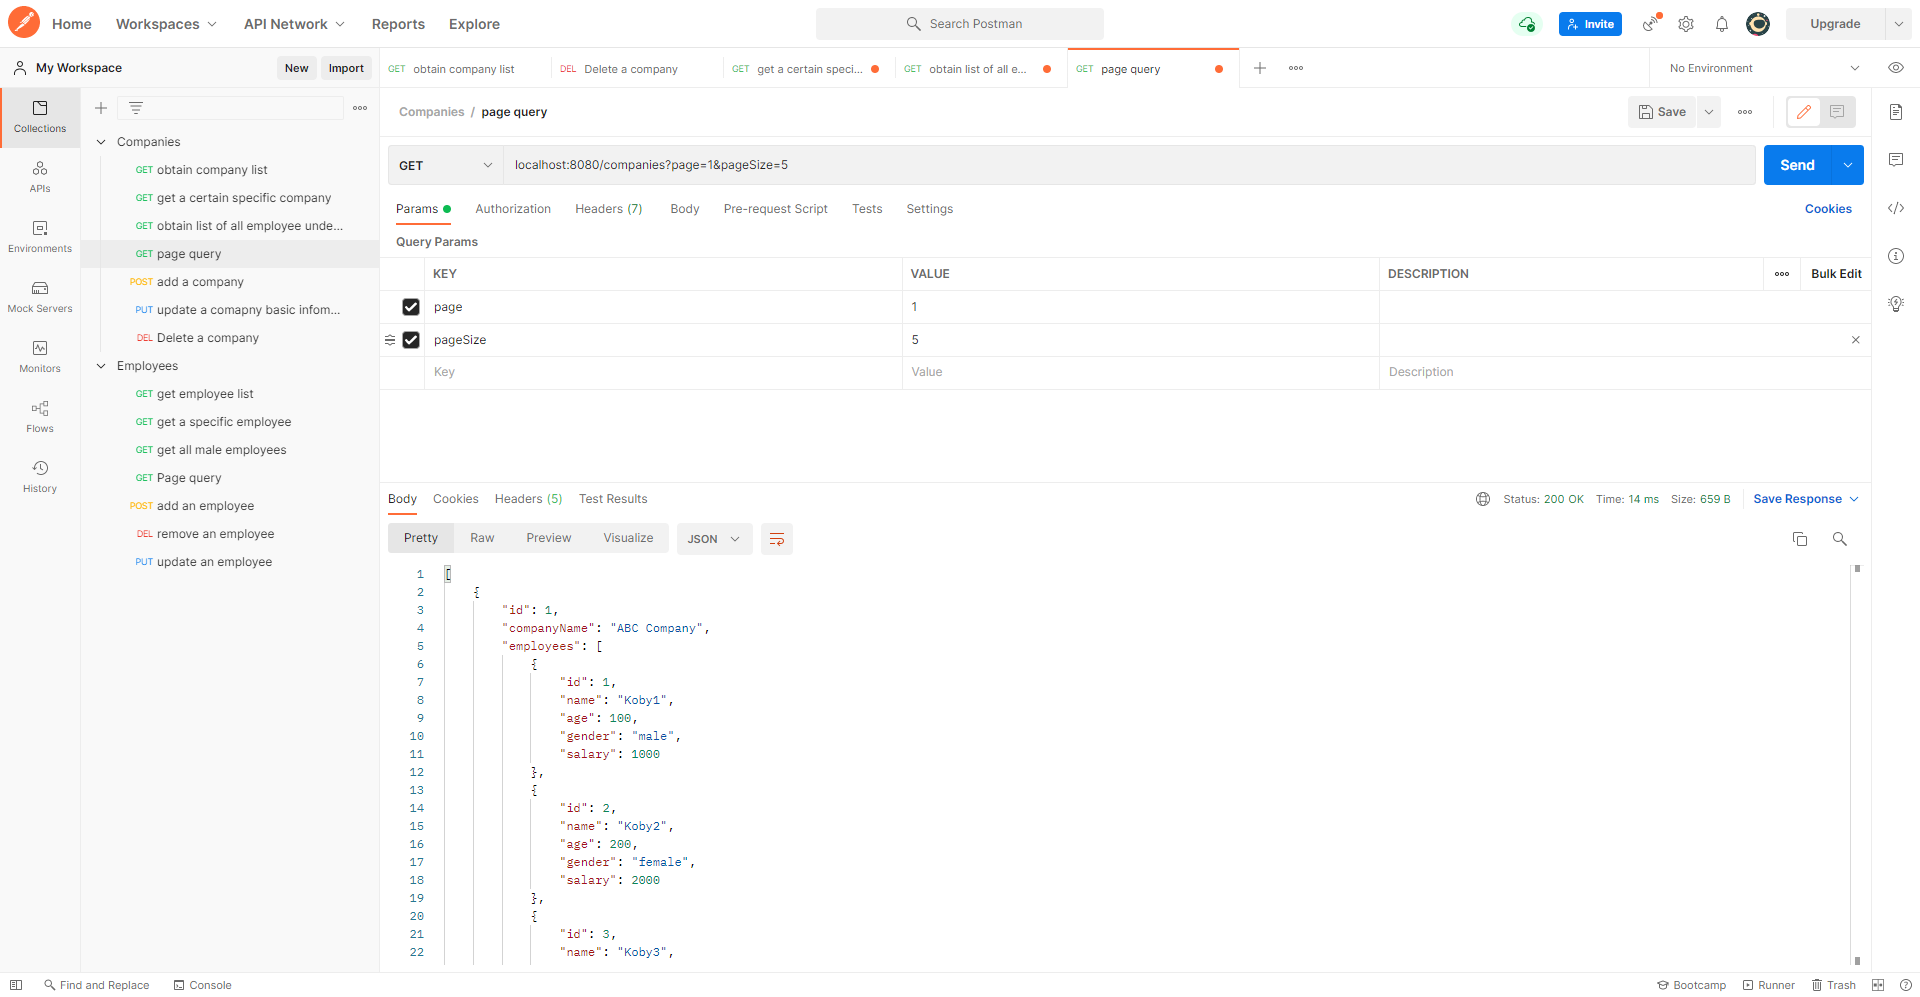 Home Workspaces API Network Reports Explore Search Postman Invite Upgrade
My Workspace New Import
GET obtain company list DEL Delete a company GET get a certain speci... GET obtain list of all e... GET page query No Environment
Collections
APIs
Environments
Mock Servers
Monitors
Flows
History
Companies
GET obtain company list
GET get a certain specific company
GET obtain list of all employee unde...
GET page query
POST add a company
PUT update a comapny basic infom...
DEL Delete a company
Employees
GET get employee list
GET get a specific employee
GET get all male employees
GET Page query
POST add an employee
DEL remove an employee
PUT update an employee
Companies / page query Save
GET localhost:8080/companies?page=1&pageSize=5 Send
Params Authorization Headers (7) Body Pre-request Script Tests Settings Cookies
Query Params
KEY VALUE DESCRIPTION Bulk Edit
page 1
pageSize 5
Key Value Description
Body Cookies Headers (5) Test Results Status: 200 OK Time: 14 ms Size: 659 B Save Response
Pretty Raw Preview Visualize JSON
1 [
2 {
3 "id": 1,
4 "companyName": "ABC Company",
5 "employees": [
6 {
7 "id": 1,
8 "name": "Koby1",
9 "age": 100,
10 "gender": "male",
11 "salary": 1000
12 },
13 {
14 "id": 2,
15 "name": "Koby2",
16 "age": 200,
17 "gender": "female",
18 "salary": 2000
19 },
20 {
21 "id": 3,
22 "name": "Koby3",
Find and Replace Console Bootcamp Runner Trash